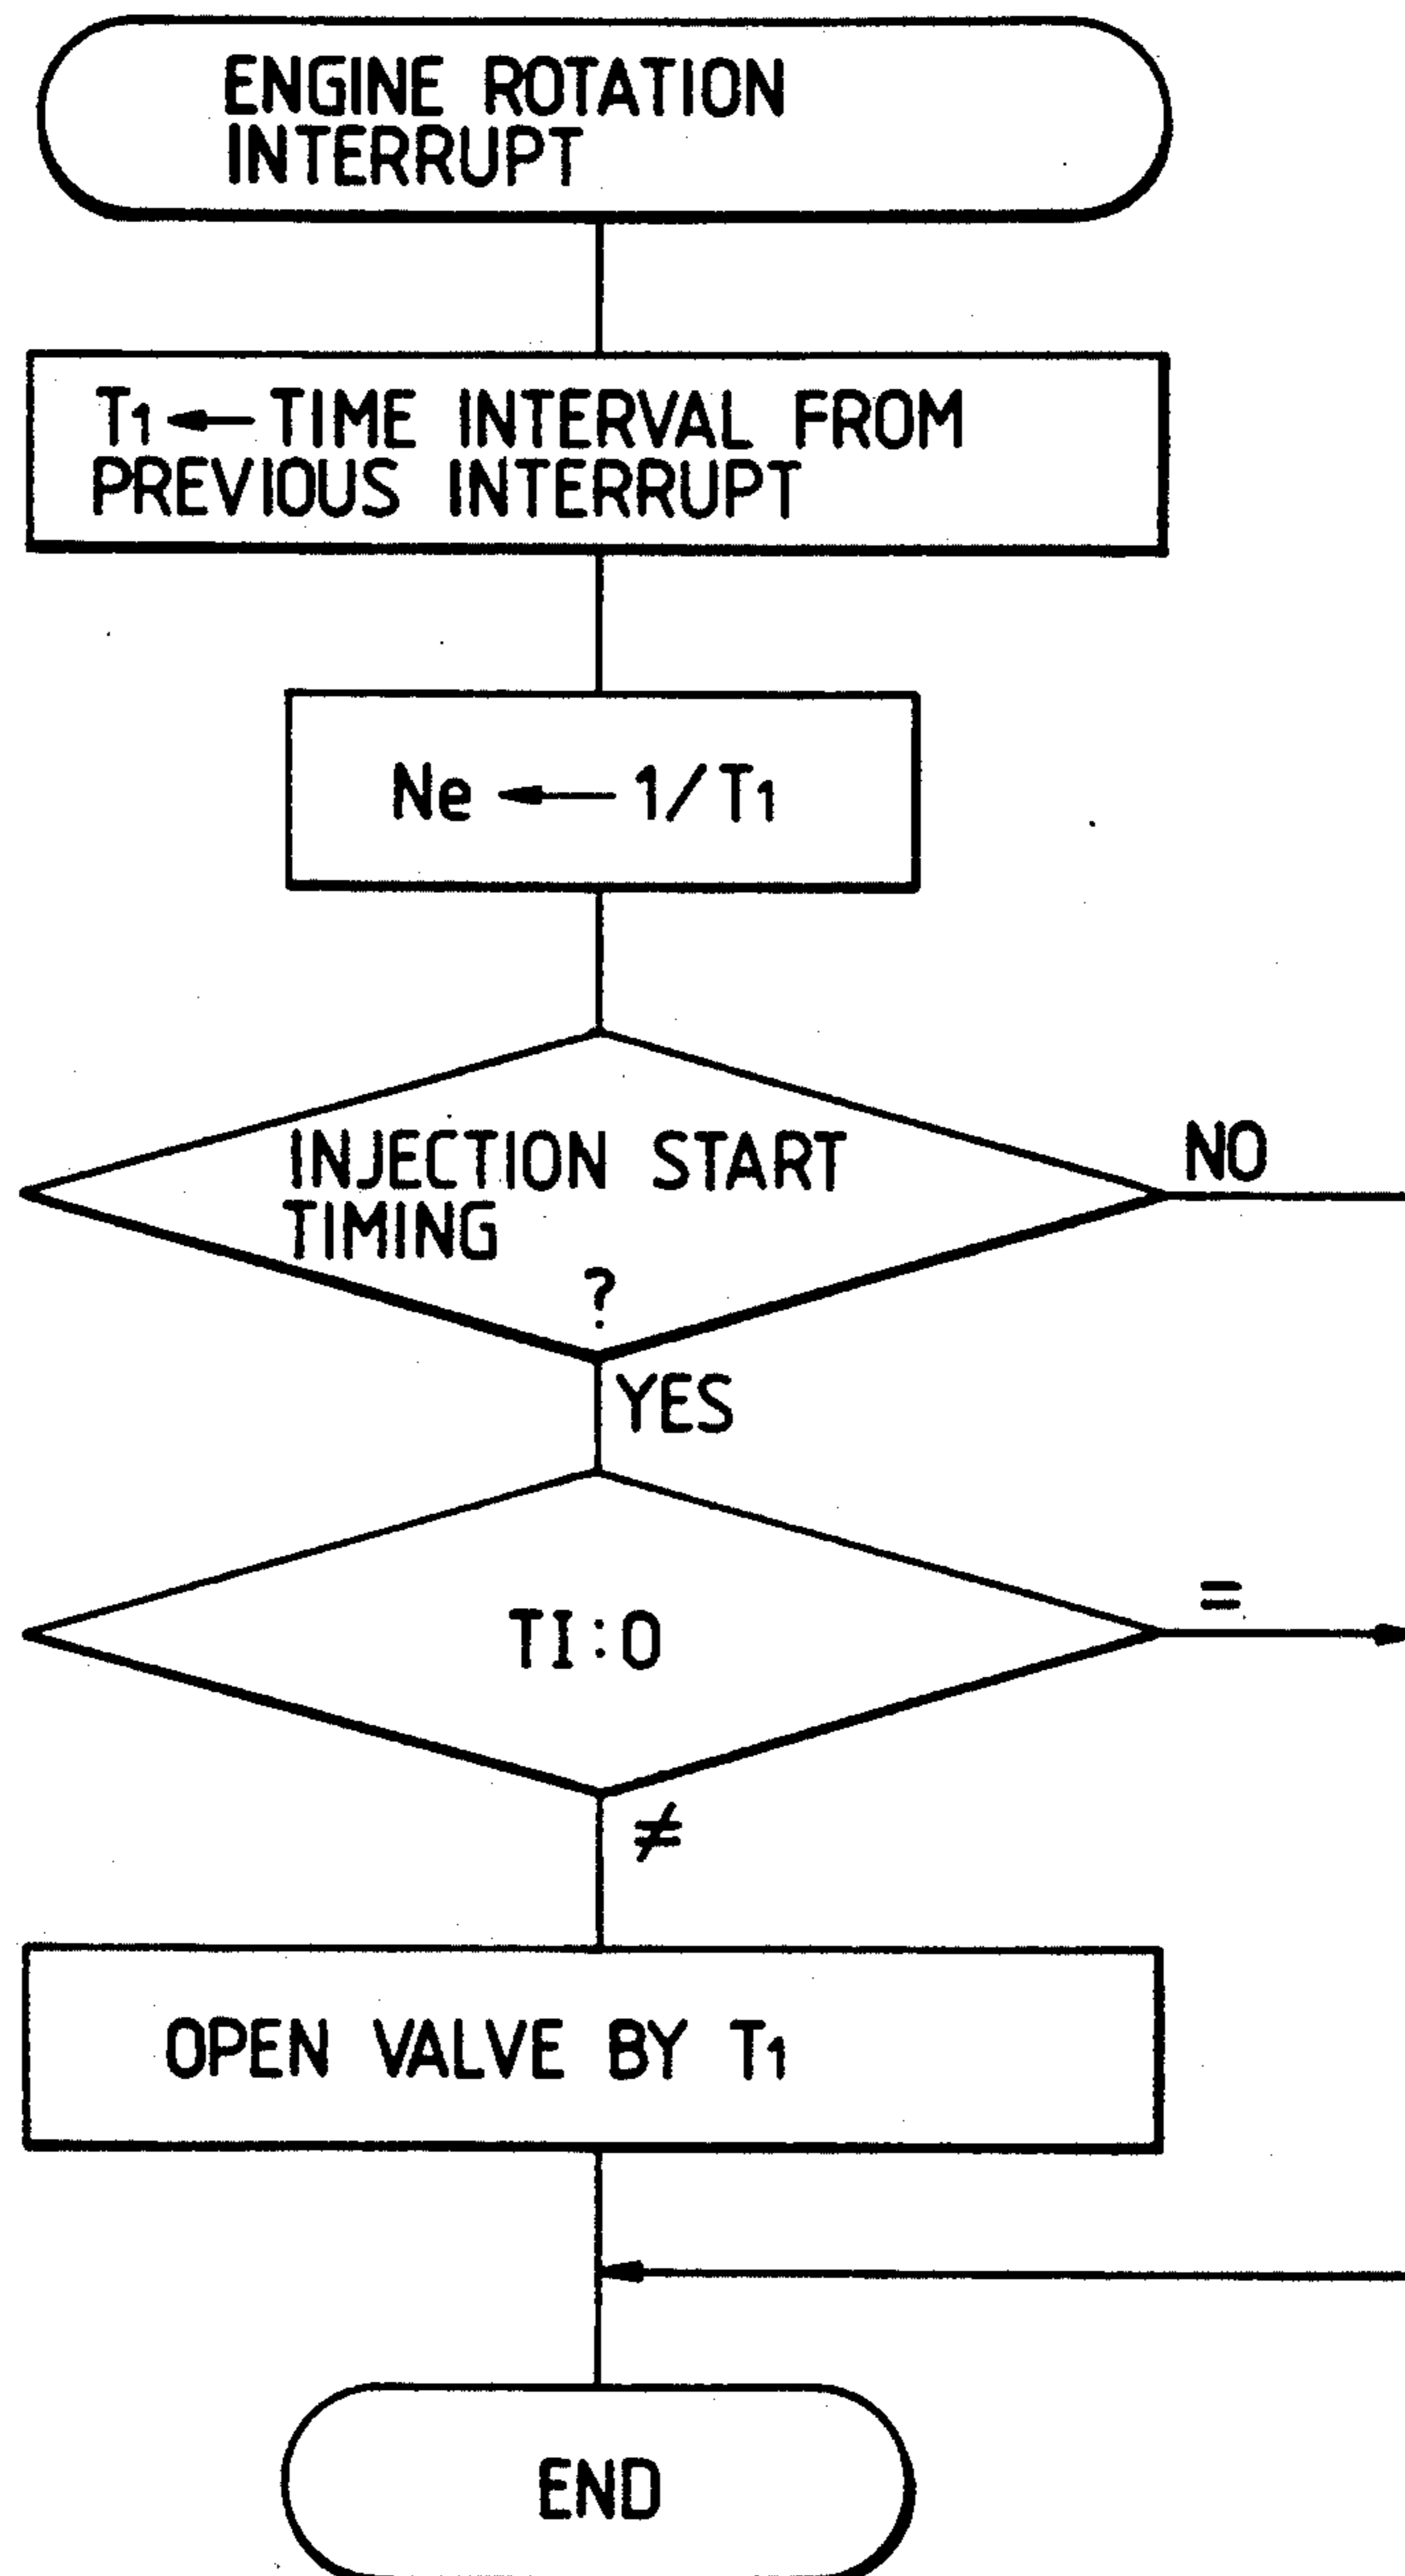 ENGINE ROTATION
INTERRUPT
T1 ← TIME INTERVAL FROM
PREVIOUS INTERRUPT
Ne ← 1/T1
INJECTION START
TIMING
?
NO
YES
TI:0
=
≠
OPEN VALVE BY T1
END